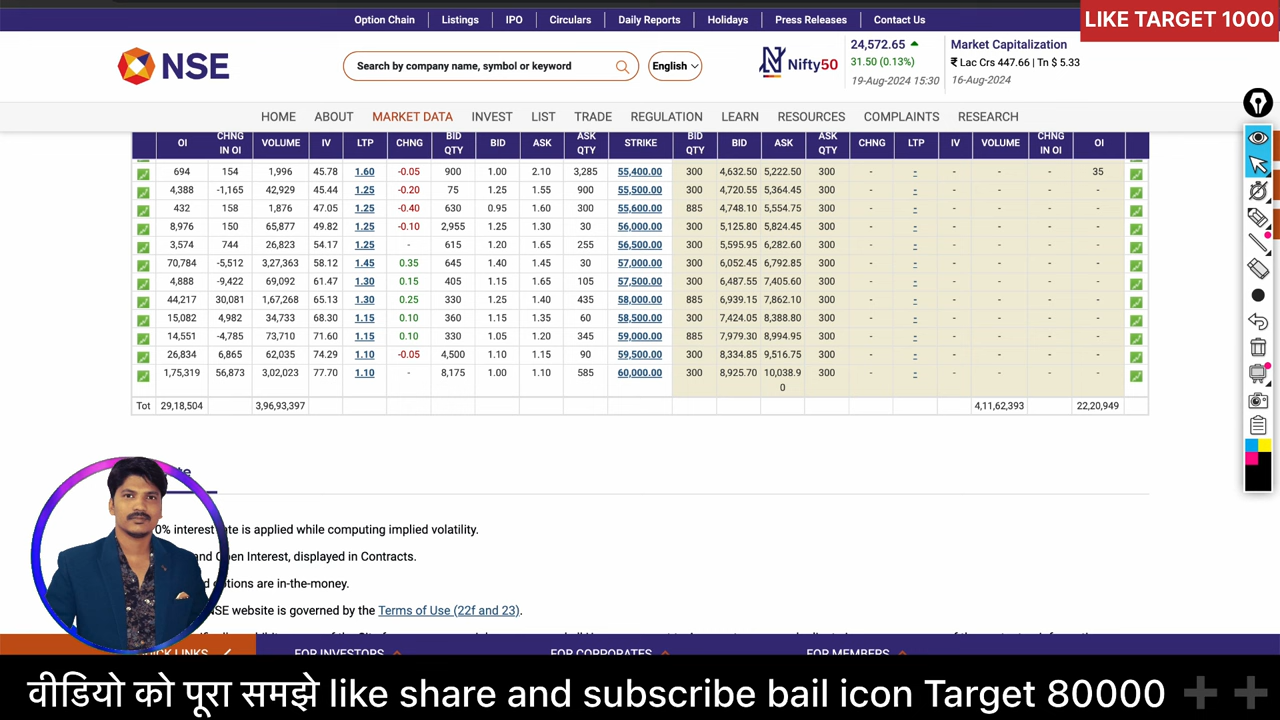 Option Chain Listings IPO Circulars Daily Reports Holidays Press Releases Contact Us
LIKE TARGET 1000
NSE
Search by company name, symbol or keyword
English
Nifty50
24,572.65
31.50 (0.13%)
19-Aug-2024 15:30
Market Capitalization
₹ Lac Crs 447.66 | Tn $ 5.33
16-Aug-2024
HOME ABOUT MARKET DATA INVEST LIST TRADE REGULATION LEARN RESOURCES COMPLAINTS RESEARCH
OI CHNG IN OI VOLUME IV LTP CHNG BID QTY BID ASK ASK QTY STRIKE BID QTY BID ASK ASK QTY CHNG LTP IV VOLUME CHNG IN OI OI
694 154 1,996 45.78 1.60 -0.05 900 1.00 2.10 3,285 55,400.00 300 4,632.50 5,222.50 300 - - - - - 35
4,388 -1,165 42,929 45.44 1.25 -0.20 75 1.25 1.55 900 55,500.00 300 4,720.55 5,364.45 300 - - - - - -
432 158 1,876 47.05 1.25 -0.40 630 0.95 1.60 300 55,600.00 885 4,748.10 5,554.75 300 - - - - - -
8,976 150 65,877 49.82 1.25 -0.10 2,955 1.25 1.30 30 56,000.00 300 5,125.80 5,824.45 300 - - - - - -
3,574 744 26,823 54.17 1.25 - 615 1.20 1.65 255 56,500.00 300 5,595.95 6,282.60 300 - - - - - -
70,784 -5,512 3,27,363 58.12 1.45 0.35 645 1.40 1.45 30 57,000.00 300 6,052.45 6,792.85 300 - - - - - -
4,888 -9,422 69,092 61.47 1.30 0.15 405 1.15 1.65 105 57,500.00 300 6,487.55 7,405.60 300 - - - - - -
44,217 30,081 1,67,268 65.13 1.30 0.25 330 1.25 1.40 435 58,000.00 885 6,939.15 7,862.10 300 - - - - - -
15,082 4,982 34,733 68.30 1.15 0.10 360 1.15 1.35 60 58,500.00 300 7,424.05 8,388.80 300 - - - - - -
14,551 -4,785 73,710 71.60 1.15 0.10 330 1.05 1.20 345 59,000.00 885 7,979.30 8,994.95 300 - - - - - -
26,834 6,865 62,035 74.29 1.10 -0.05 4,500 1.10 1.15 90 59,500.00 300 8,334.85 9,516.75 300 - - - - - -
1,75,319 56,873 3,02,023 77.70 1.10 - 8,175 1.00 1.10 585 60,000.00 300 8,925.70 10,038.90 300 - - - - - -
Tot 29,18,504 3,96,93,397 4,11,62,393 22,20,949
0% interest rate is applied while computing implied volatility.
and Open Interest, displayed in Contracts.
options are in-the-money.
NSE website is governed by the Terms of Use (22f and 23).
QUICK LINKS FOR INVESTORS FOR CORPORATES FOR MEMBERS
वीडियो को पूरा समझे like share and subscribe bail icon Target 80000 ++